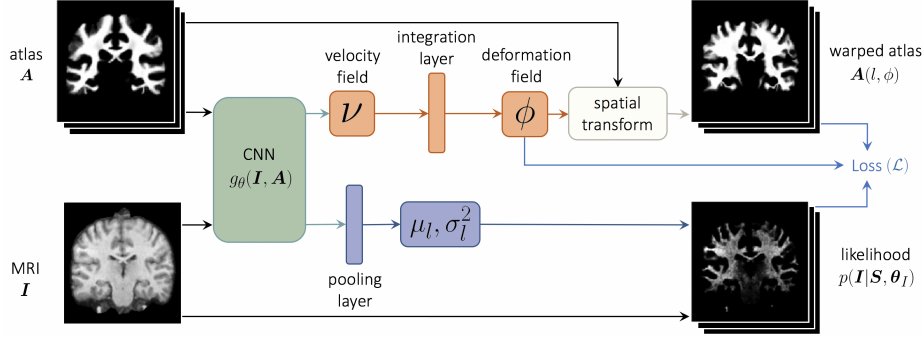 atlas
A
velocity
field
integration
layer
deformation
field
warped atlas
A(l, ϕ)
ν
ϕ
spatial
transform
CNN
gθ(I, A)
Loss (ℒ)
MRI
I
μl, σl²
pooling
layer
likelihood
p(I|S, θI)